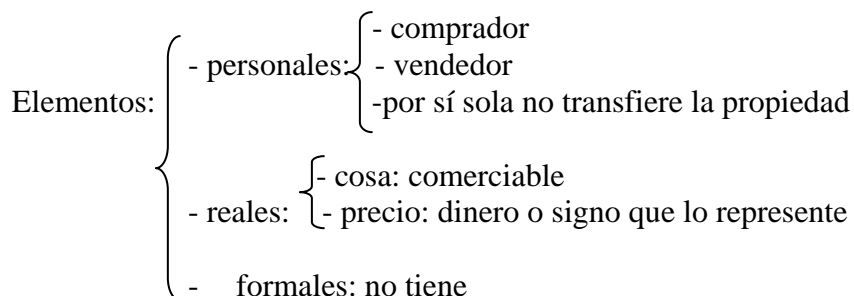 - comprador
- personales: - vendedor
Elementos: -por sí sola no transfiere la propiedad
- cosa: comerciable
- reales: - precio: dinero o signo que lo represente
- formales: no tiene